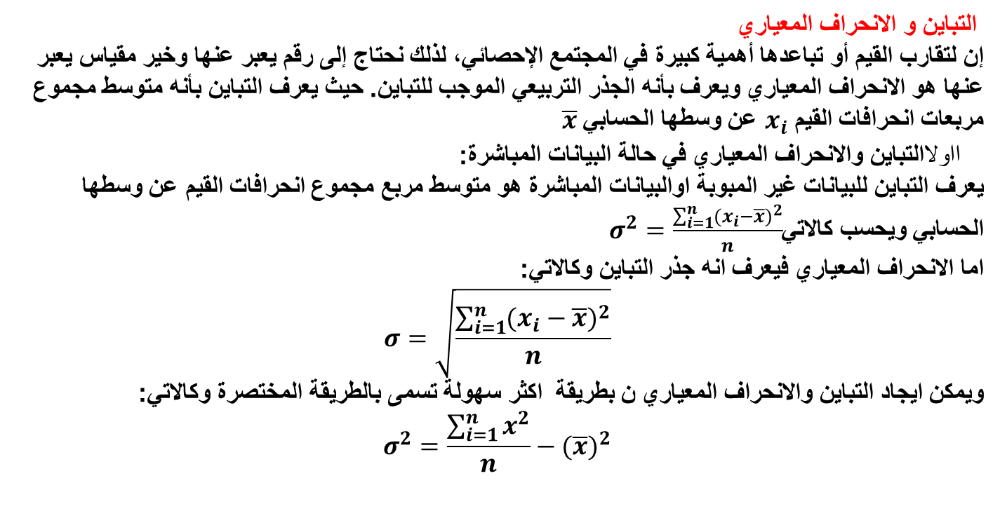 التباين و الانحراف المعياري
إن لتقارب القيم أو تباعدها أهمية كبيرة في المجتمع الإحصائي، لذلك نحتاج إلى رقم يعبر عنها وخير مقياس يعبر
عنها هو الانحراف المعياري ويعرف بأنه الجذر التربيعي الموجب للتباين. حيث يعرف التباين بأنه متوسط مجموع
مربعات انحرافات القيم $x_i$ عن وسطها الحسابي $\overline{x}$
ااولاالتباين والانحراف المعياري في حالة البيانات المباشرة:
يعرف التباين للبيانات غير المبوبة اوالبيانات المباشرة هو متوسط مربع مجموع انحرافات القيم عن وسطها
الحسابي ويحسب كالاتي $\sigma^2 = \frac{\sum_{i=1}^{n}(x_i-\overline{x})^2}{n}$
اما الانحراف المعياري فيعرف انه جذر التباين وكالاتي:
$\sigma = \sqrt{\frac{\sum_{i=1}^{n}(x_i-\overline{x})^2}{n}}$
ويمكن ايجاد التباين والانحراف المعياري ن بطريقة اكثر سهولة تسمى بالطريقة المختصرة وكالاتي:
$\sigma^2 = \frac{\sum_{i=1}^{n}x^2}{n} - (\overline{x})^2$